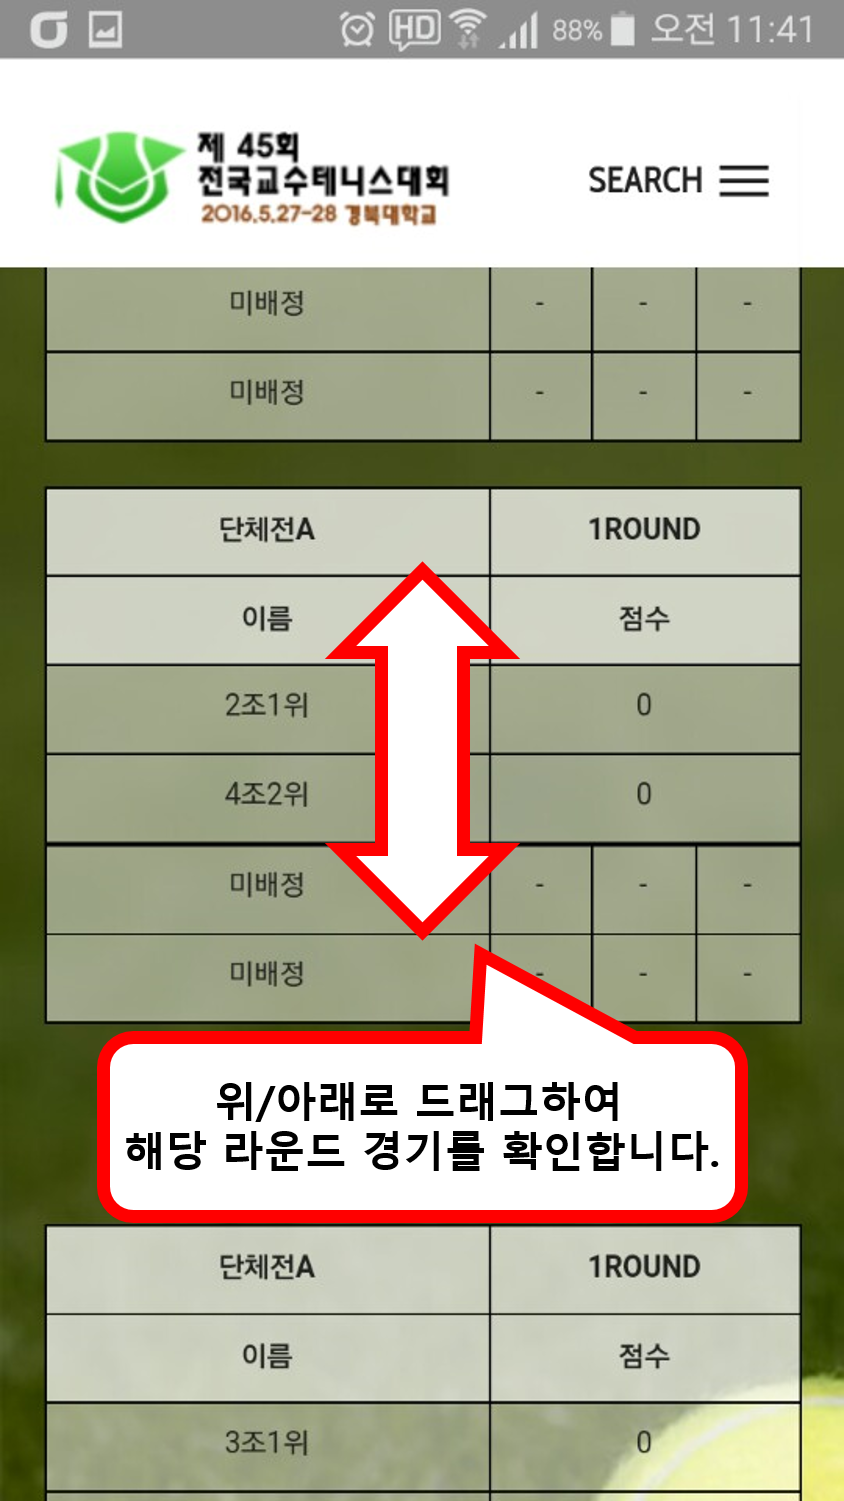 88% 오전 11:41
제 45회
전국교수테니스대회
2016.5.27-28 경북대학교
SEARCH
미배정 - - -
미배정 - - -
단체전A 1ROUND
이름 점수
2조1위 0
4조2위 0
미배정 - - -
미배정 - - -
위/아래로 드래그하여
해당 라운드 경기를 확인합니다.
단체전A 1ROUND
이름 점수
3조1위 0